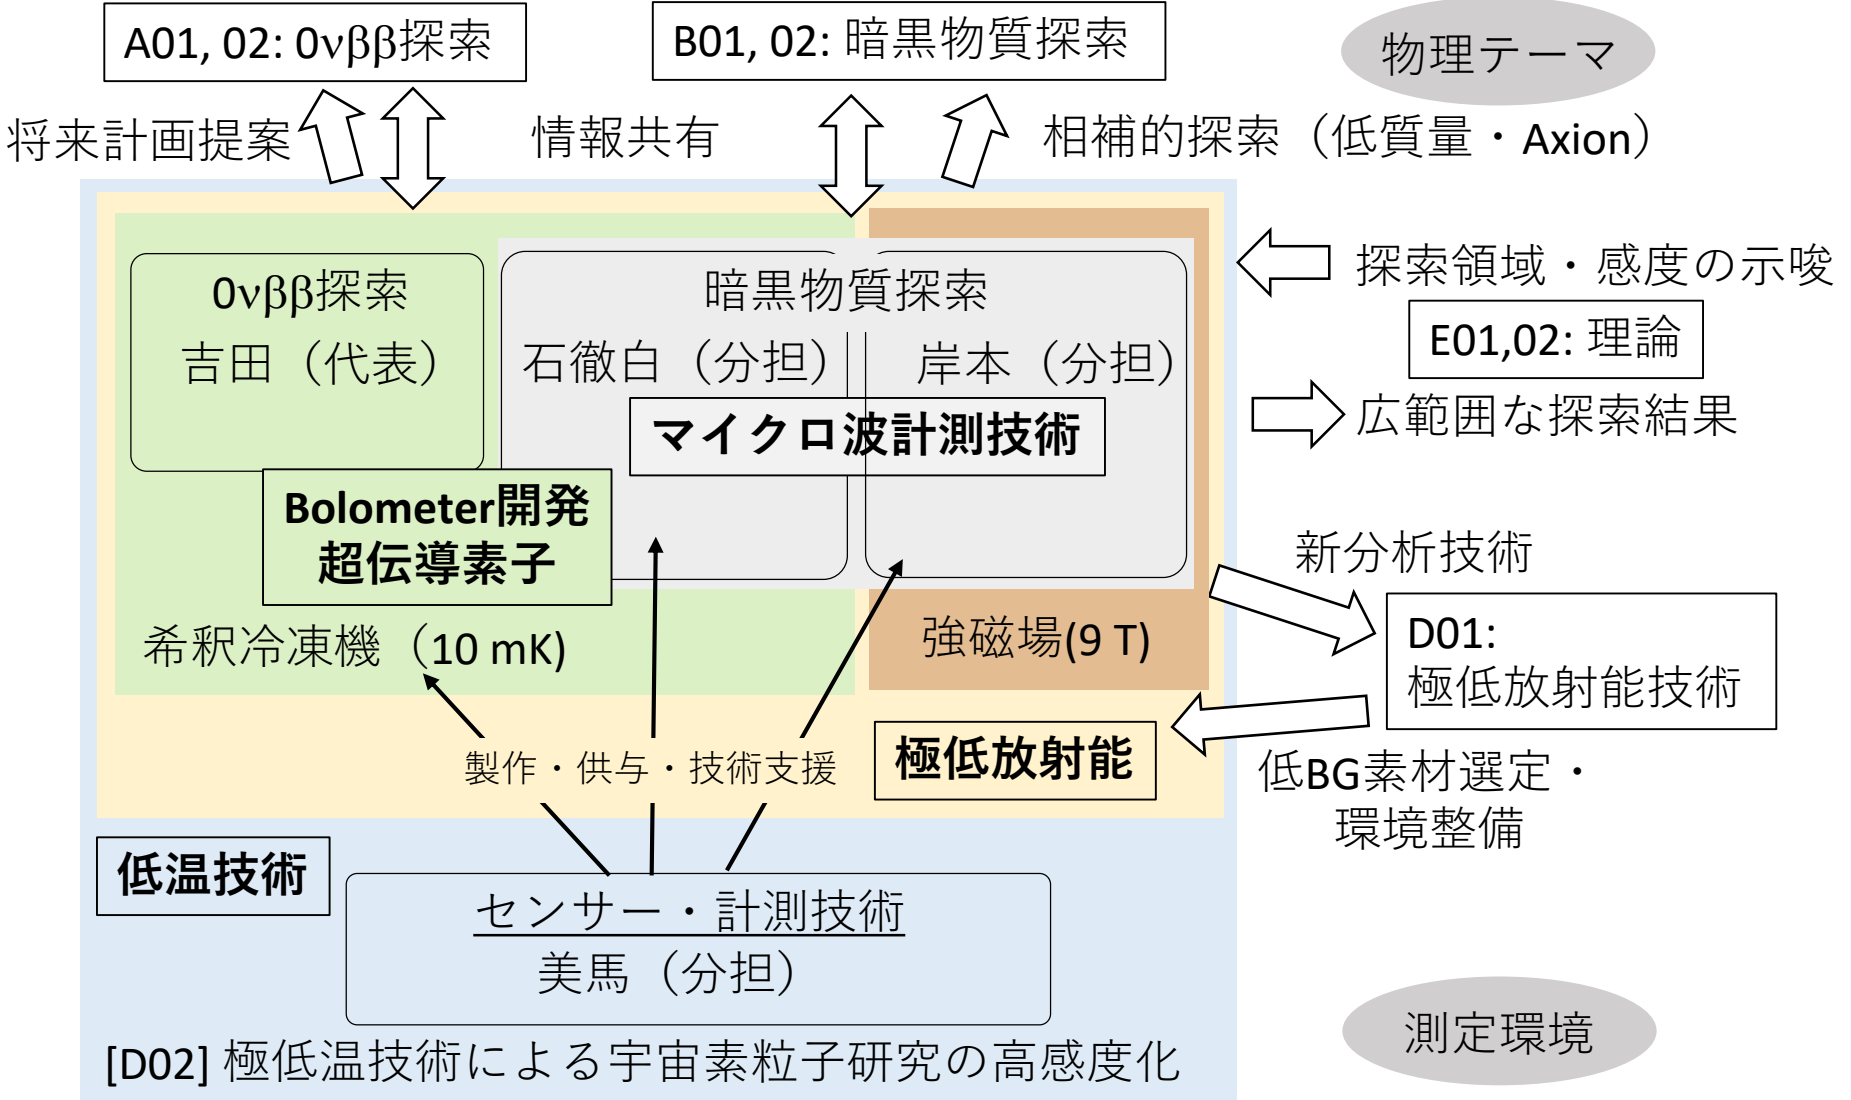 A01, 02: 0νββ探索
B01, 02: 暗黒物質探索
物理テーマ
将来計画提案
情報共有
相補的探索（低質量・Axion）
0νββ探索
吉田（代表）
暗黒物質探索
石徹白（分担）
岸本（分担）
マイクロ波計測技術
探索領域・感度の示唆
E01,02: 理論
広範囲な探索結果
Bolometer開発
超伝導素子
希釈冷凍機（10 mK)
強磁場(9 T)
新分析技術
D01:
極低放射能技術
製作・供与・技術支援
極低放射能
低BG素材選定・
環境整備
低温技術
センサー・計測技術
美馬（分担）
[D02] 極低温技術による宇宙素粒子研究の高感度化
測定環境